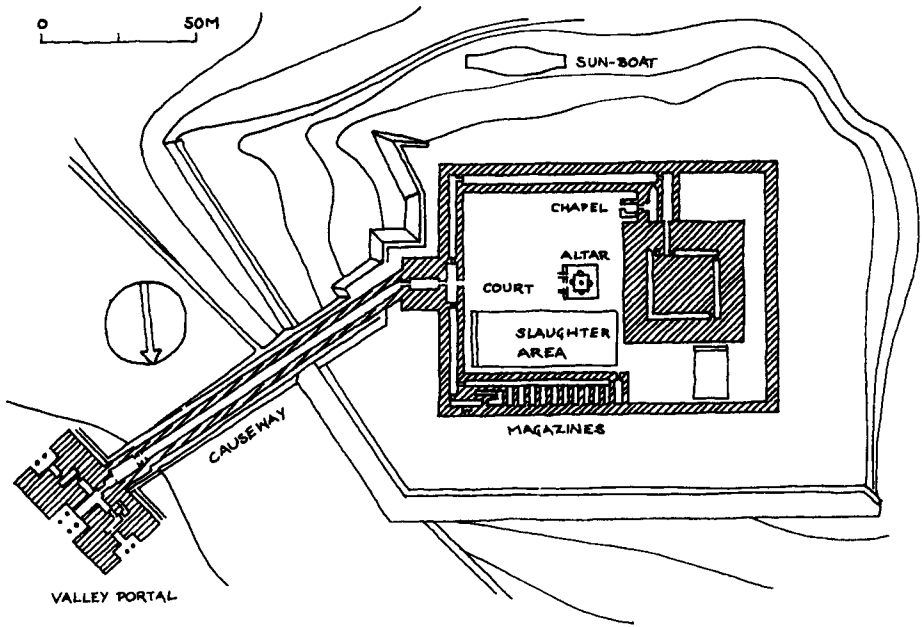 0 50M
SUN-BOAT
CHAPEL
ALTAR
COURT
SLAUGHTER
AREA
CAUSEWAY
MAGAZINES
VALLEY PORTAL